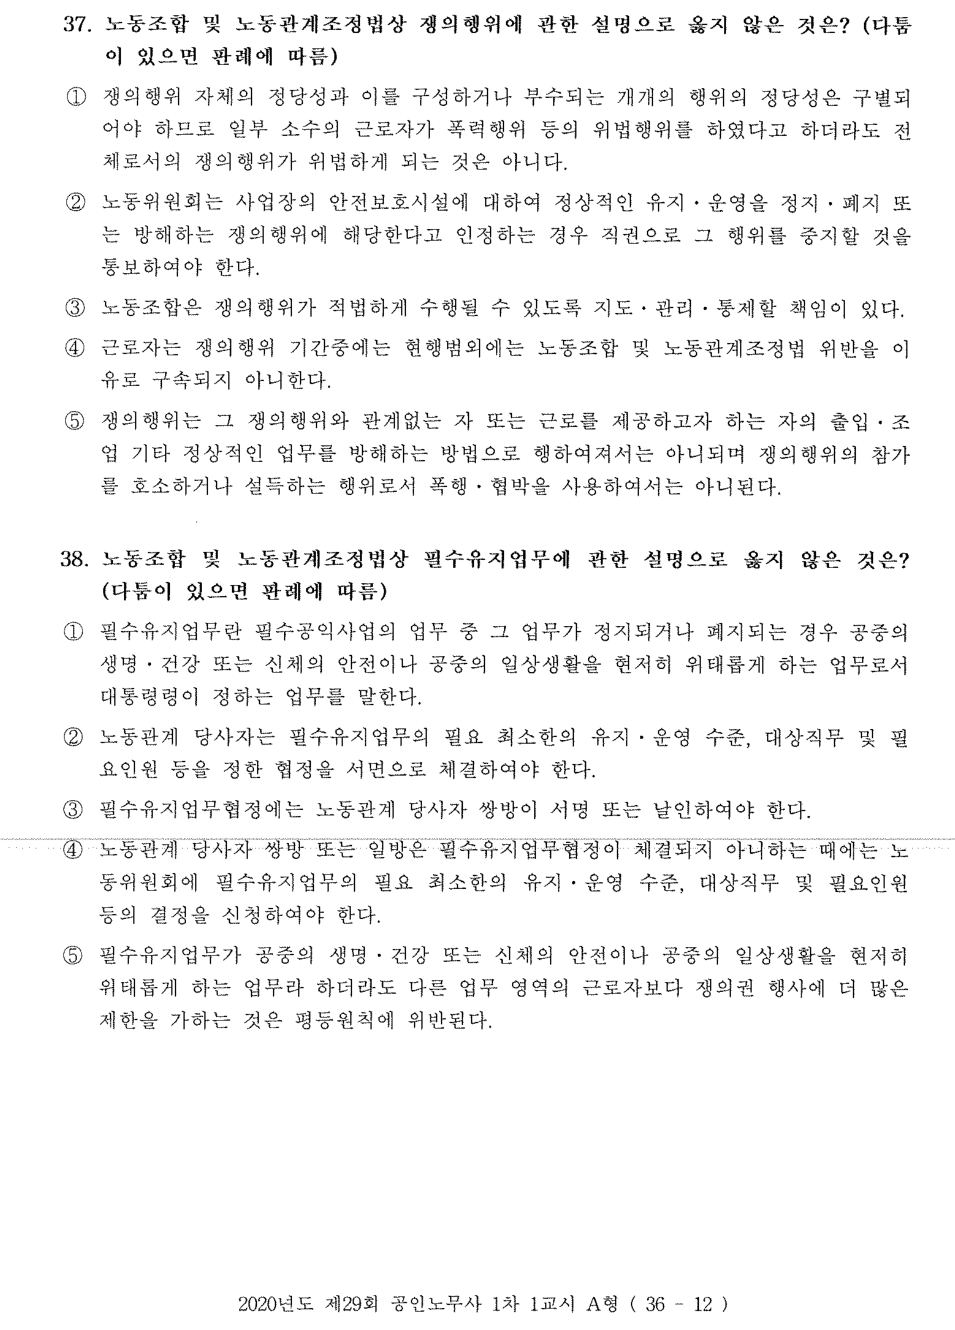 37. 노동조합 및 노동관계조정법상 쟁의행위에 관한 설명으로 옳지 않은 것은? (다툼
이 있으면 판례에 따름)
① 쟁의행위 자체의 정당성과 이를 구성하거나 부수되는 개개의 행위의 정당성은 구별되
어야 하므로 일부 소수의 근로자가 폭력행위 등의 위법행위를 하였다고 하더라도 전
체로서의 쟁의행위가 위법하게 되는 것은 아니다.
② 노동위원회는 사업장의 안전보호시설에 대하여 정상적인 유지・운영을 정지・폐지 또
는 방해하는 쟁의행위에 해당한다고 인정하는 경우 직권으로 그 행위를 중지할 것을
통보하여야 한다.
③ 노동조합은 쟁의행위가 적법하게 수행될 수 있도록 지도・관리・통제할 책임이 있다.
④ 근로자는 쟁의행위 기간중에는 현행범외에는 노동조합 및 노동관계조정법 위반을 이
유로 구속되지 아니한다.
⑤ 쟁의행위는 그 쟁의행위와 관계없는 자 또는 근로를 제공하고자 하는 자의 출입・조
업 기타 정상적인 업무를 방해하는 방법으로 행하여져서는 아니되며 쟁의행위의 참가
를 호소하거나 설득하는 행위로서 폭행・협박을 사용하여서는 아니된다.
38. 노동조합 및 노동관계조정법상 필수유지업무에 관한 설명으로 옳지 않은 것은?
(다툼이 있으면 판례에 따름)
① 필수유지업무란 필수공익사업의 업무 중 그 업무가 정지되거나 폐지되는 경우 공중의
생명・건강 또는 신체의 안전이나 공중의 일상생활을 현저히 위태롭게 하는 업무로서
대통령령이 정하는 업무를 말한다.
② 노동관계 당사자는 필수유지업무의 필요 최소한의 유지・운영 수준, 대상직무 및 필
요인원 등을 정한 협정을 서면으로 체결하여야 한다.
③ 필수유지업무협정에는 노동관계 당사자 쌍방이 서명 또는 날인하여야 한다.
④ 노동관계 당사자 쌍방 또는 일방은 필수유지업무협정이 체결되지 아니하는 때에는 노
동위원회에 필수유지업무의 필요 최소한의 유지・운영 수준, 대상직무 및 필요인원
등의 결정을 신청하여야 한다.
⑤ 필수유지업무가 공중의 생명・건강 또는 신체의 안전이나 공중의 일상생활을 현저히
위태롭게 하는 업무라 하더라도 다른 업무 영역의 근로자보다 쟁의권 행사에 더 많은
제한을 가하는 것은 평등원칙에 위반된다.
2020년도 제29회 공인노무사 1차 1교시 A형 ( 36 - 12 )